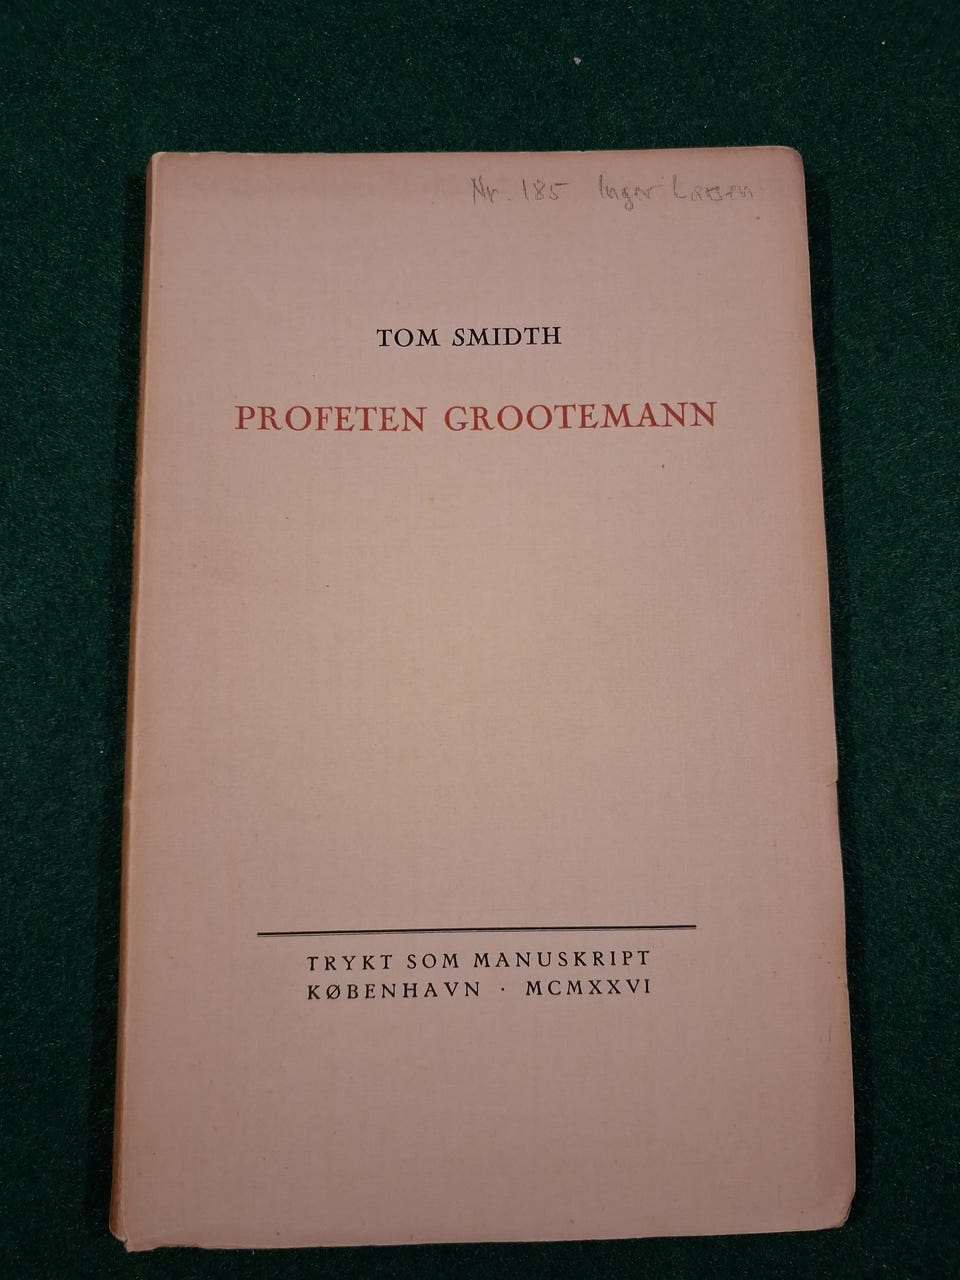 Nr. 185 Inger Larsen
TOM SMIDTH
PROFETEN GROOTEMANN
TRYKT SOM MANUSKRIPT
KØBENHAVN · MCMXXVI